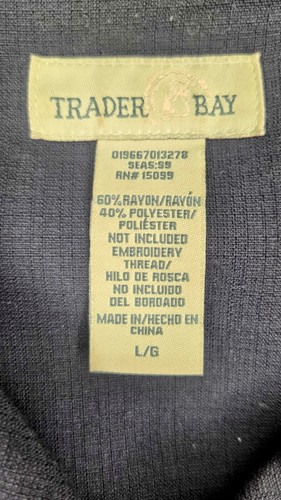 TRADER BAY
019667013278
SEAS:S9
RN# 15099
60%RAYON/RAYÓN
40% POLYESTER/
POLIÉSTER
NOT INCLUDED
EMBROIDERY
THREAD/
HILO DE ROSCA
NO INCLUIDO
DEL BORDADO
MADE IN/HECHO EN
CHINA
L/G